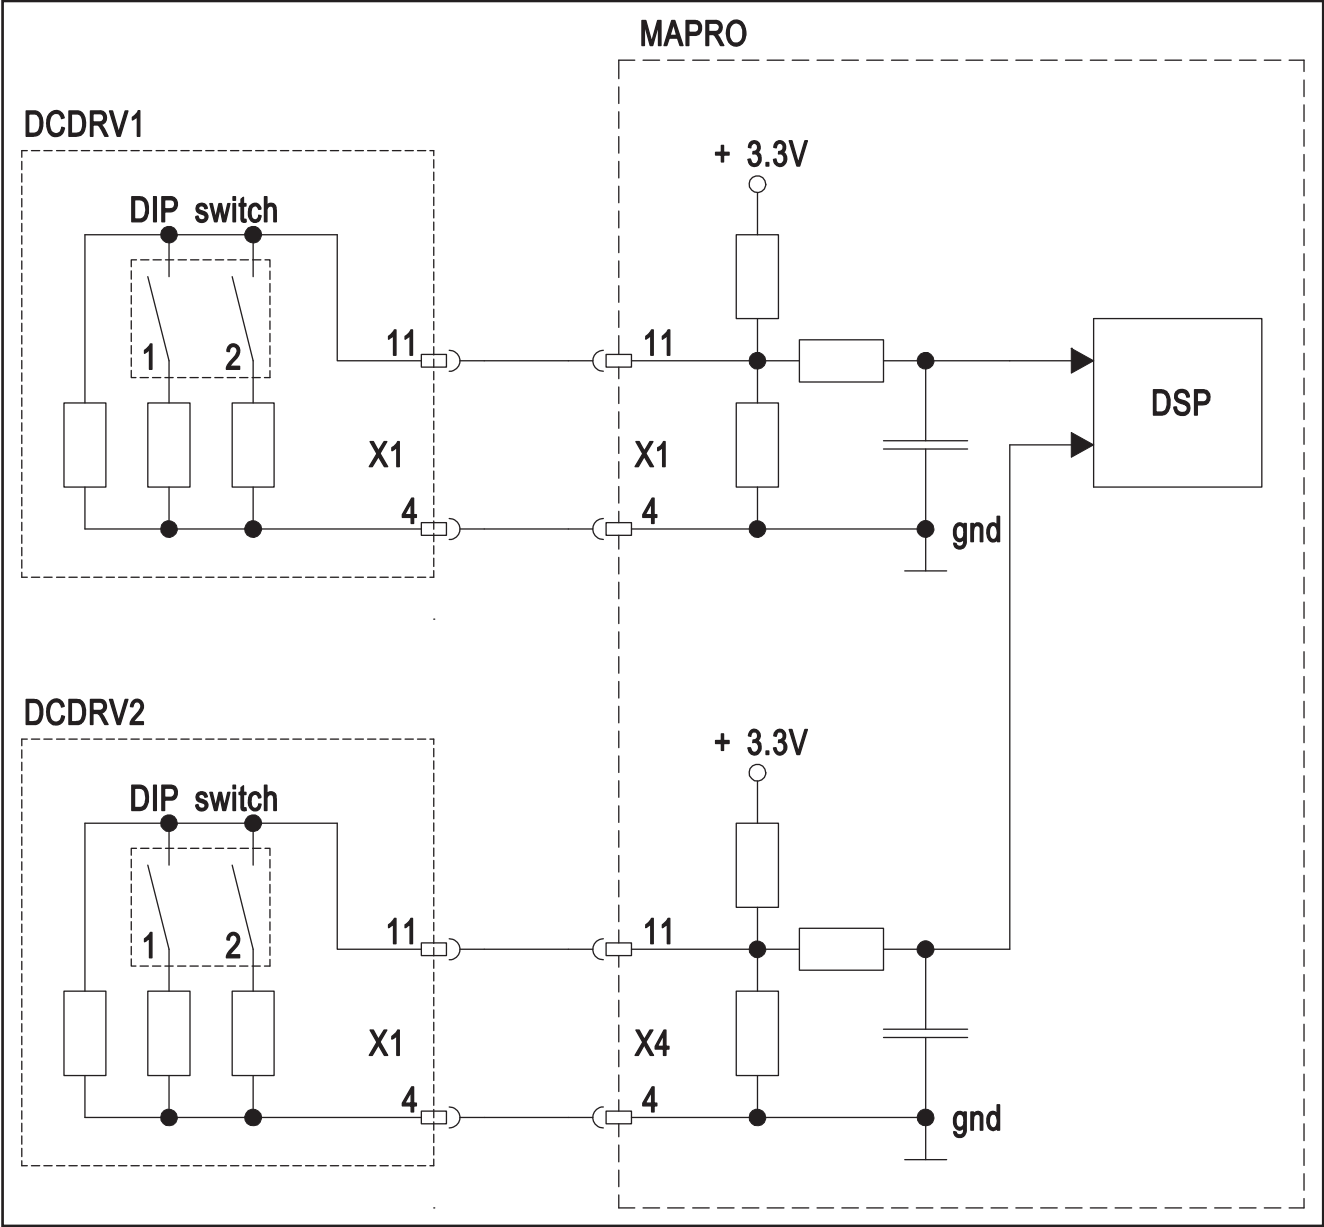 MAPRO
DCDRV1
+ 3.3V
DIP switch
1 2
11 11
DSP
X1 X1
4 4
gnd
DCDRV2
+ 3.3V
DIP switch
1 2
11 11
X1 X4
4 4
gnd